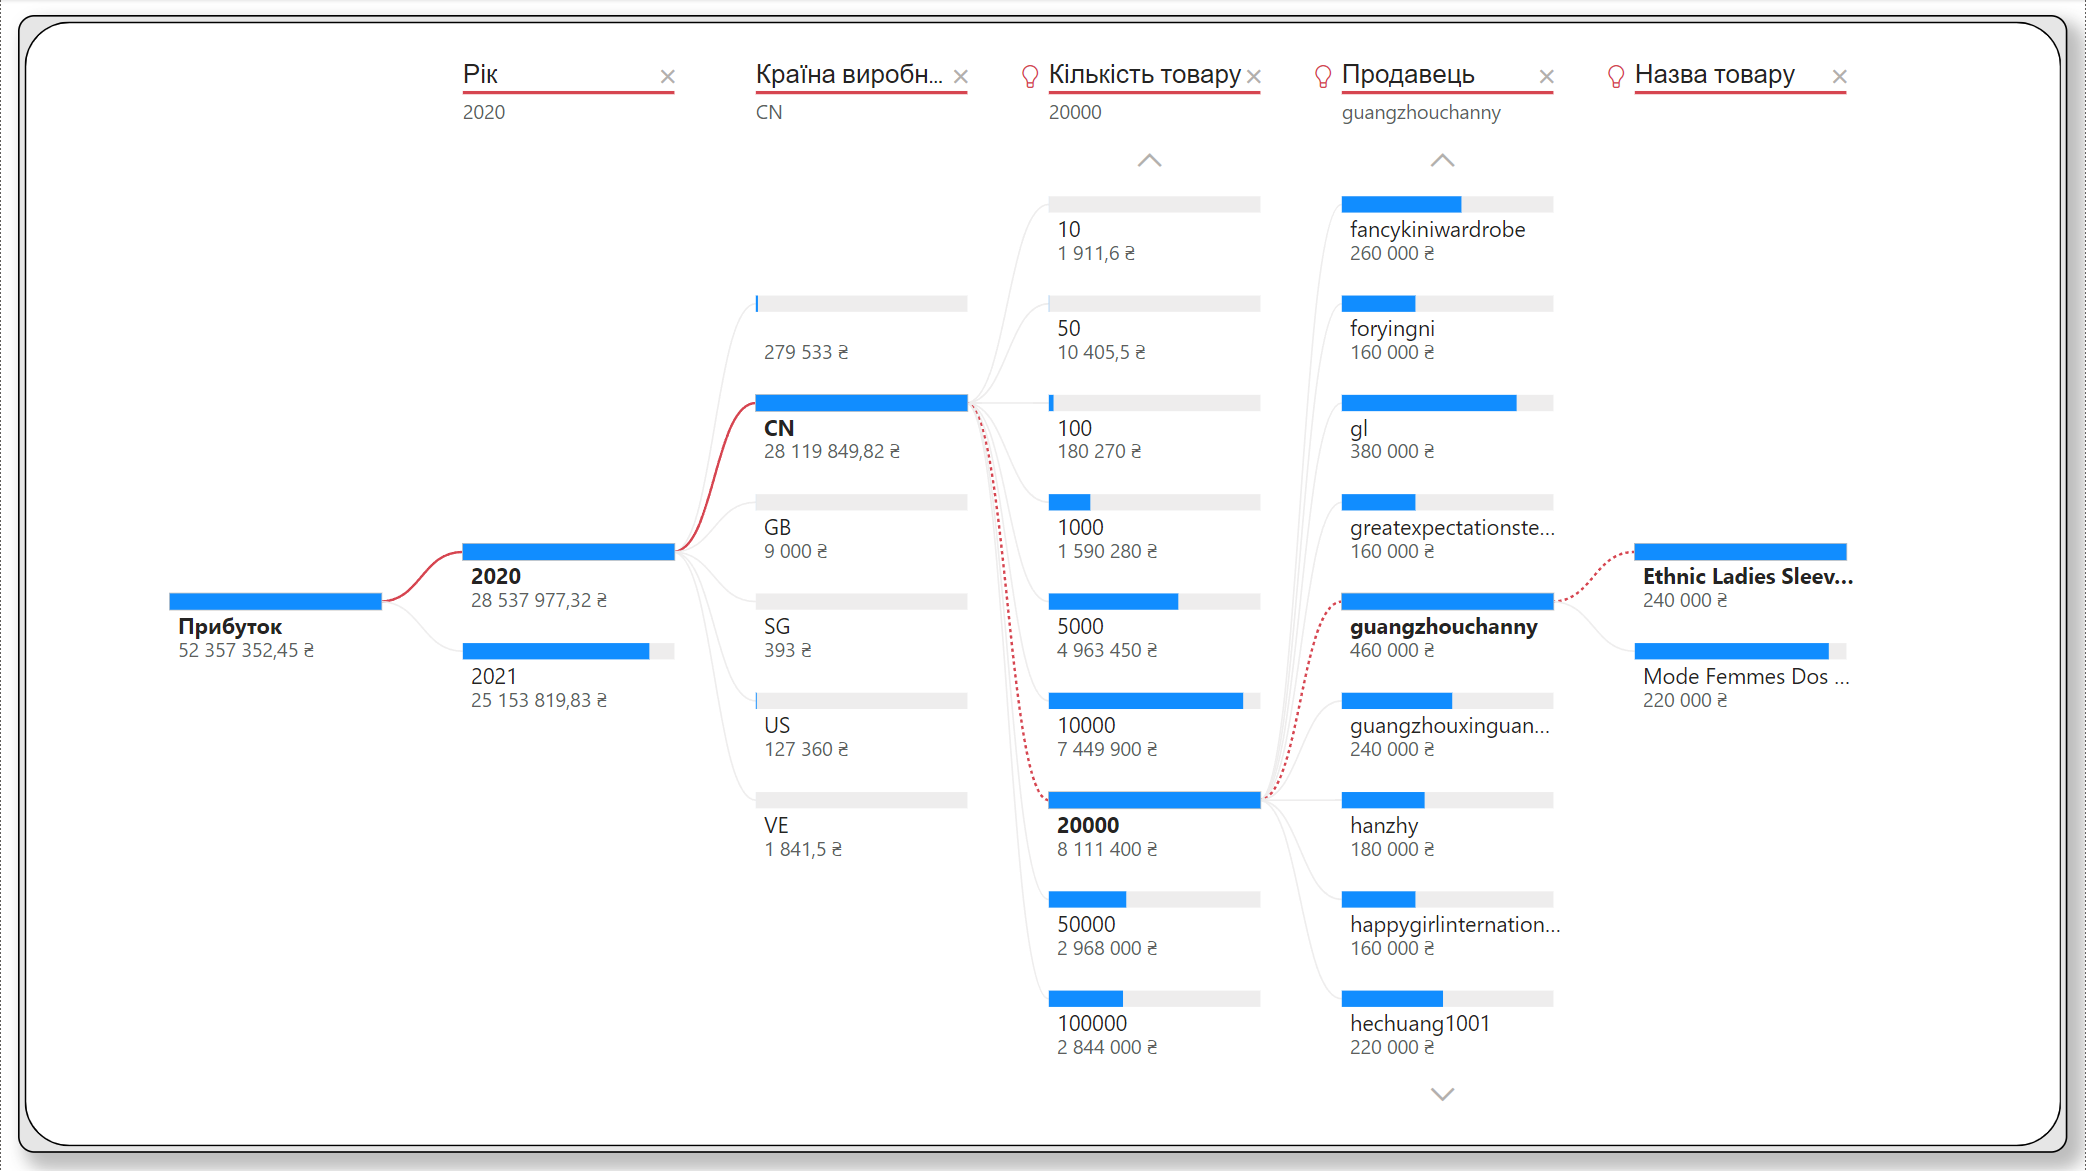 Рік
2020
Країна виробн...
CN
Кількість товару
20000
Продавець
guangzhouchanny
Назва товару
Прибуток
52 357 352,45 ₴
2020
28 537 977,32 ₴
2021
25 153 819,83 ₴
279 533 ₴
CN
28 119 849,82 ₴
GB
9 000 ₴
SG
393 ₴
US
127 360 ₴
VE
1 841,5 ₴
10
1 911,6 ₴
50
10 405,5 ₴
100
180 270 ₴
1000
1 590 280 ₴
5000
4 963 450 ₴
10000
7 449 900 ₴
20000
8 111 400 ₴
50000
2 968 000 ₴
100000
2 844 000 ₴
fancykiniwardrobe
260 000 ₴
foryingni
160 000 ₴
gl
380 000 ₴
greatexpectationste...
160 000 ₴
guangzhouchanny
460 000 ₴
guangzhouxinguan...
240 000 ₴
hanzhy
180 000 ₴
happygirlinternation...
160 000 ₴
hechuang1001
220 000 ₴
Ethnic Ladies Sleev...
240 000 ₴
Mode Femmes Dos ...
220 000 ₴